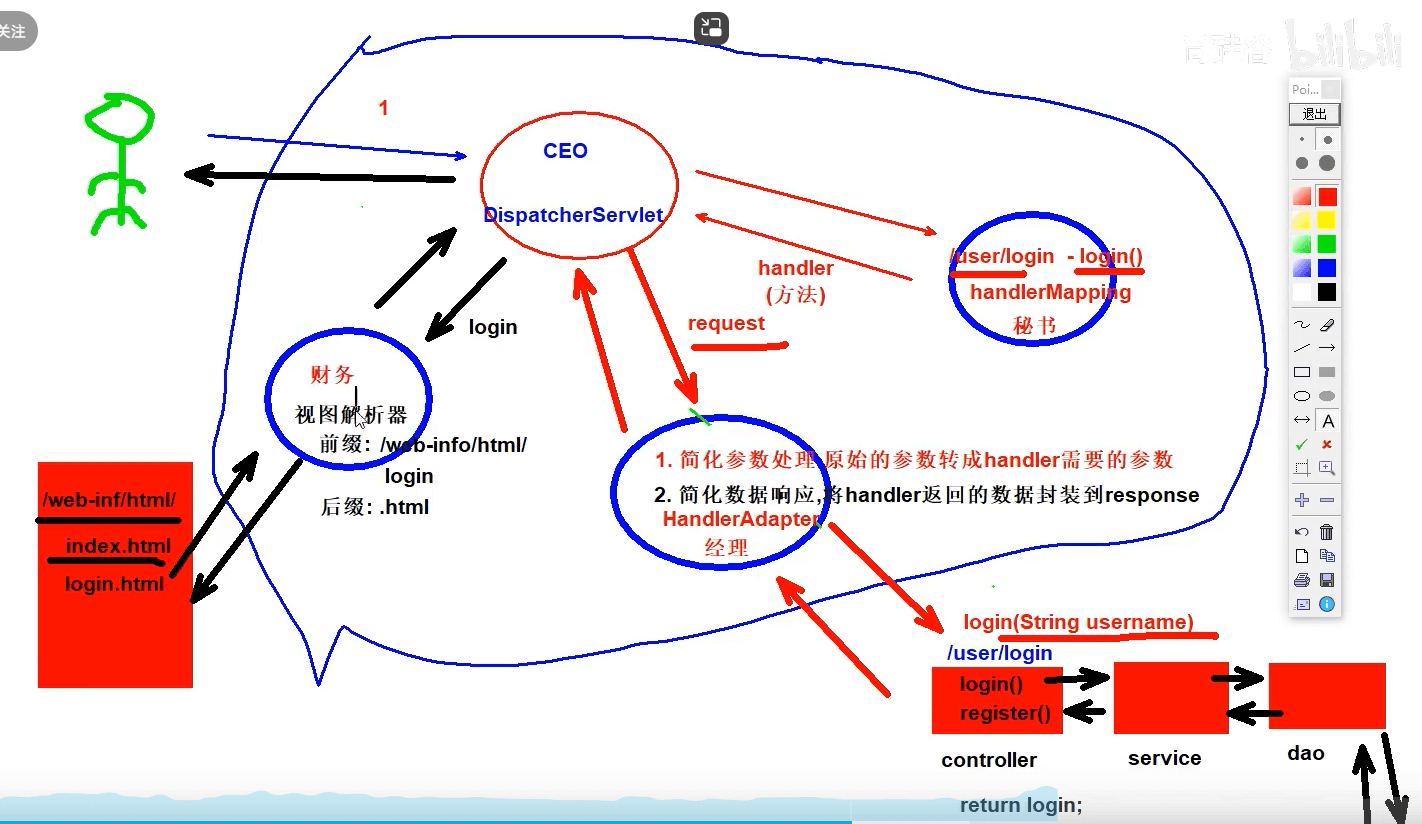 关注
尚硅谷 bilibili
Poi...
退出
1
CEO
DispatcherServlet
/user/login - login()
handlerMapping
秘书
handler
(方法)
request
login
财务
视图解析器
前缀: /web-info/html/
login
后缀: .html
1. 简化参数处理,原始的参数转成handler需要的参数
2. 简化数据响应,将handler返回的数据封装到response
HandlerAdapter
经理
/web-inf/html/
index.html
login.html
A
login(String username)
/user/login
login()
register()
controller
service
dao
return login;